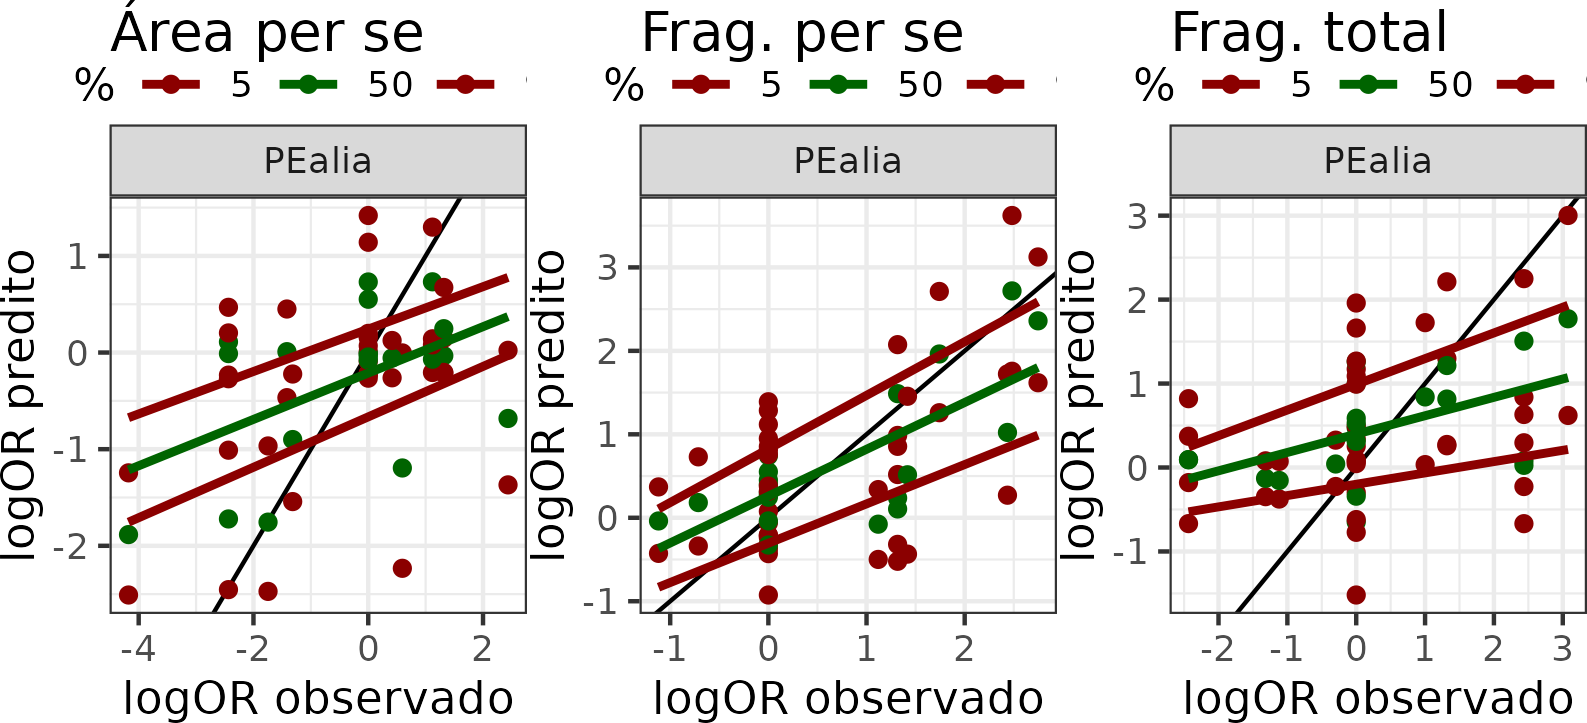 Área per se
% 5 50
PEalia
1
0
-1
-2
-4 -2 0 2
logOR observado
logOR predito
Frag. per se
% 5 50
PEalia
3
2
1
0
-1
-1 0 1 2
logOR observado
logOR predito
Frag. total
% 5 50
PEalia
3
2
1
0
-1
-2 -1 0 1 2 3
logOR observado
logOR predito